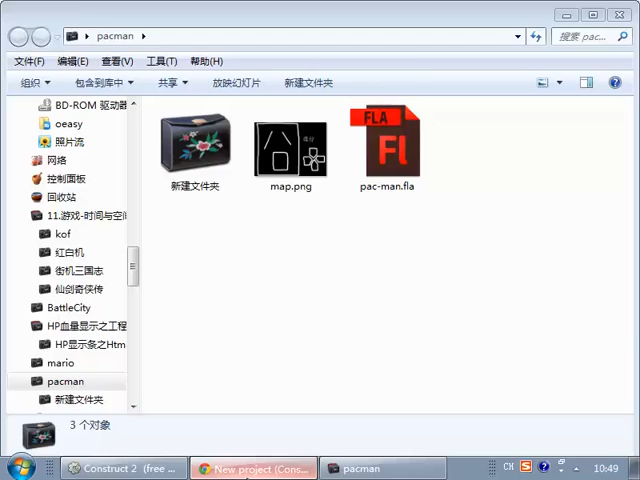 pacman
搜索 pac...
文件(F) 编辑(E) 查看(V) 工具(T) 帮助(H)
组织 包含到库中 共享 放映幻灯片 新建文件夹
BD-ROM 驱动器
oeasy
照片流
网络
控制面板
回收站
11.游戏-时间与空间
kof
红白机
街机三国志
仙剑奇侠传
BattleCity
HP血量显示之工程
HP显示条之Htm
mario
pacman
新建文件夹
新建文件夹
得分
map.png
FLA
Fl
pac-man.fla
3 个对象
Construct 2 (free ...
New project (Cons...
pacman
CH
10:49